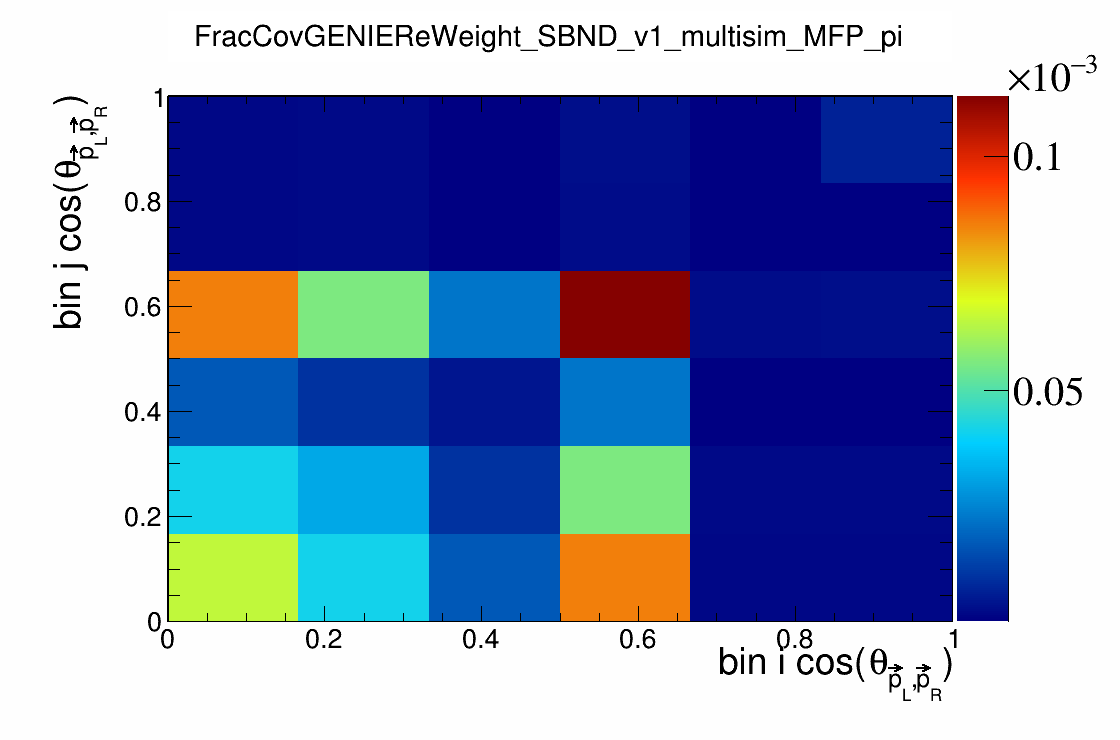 FracCovGENIEReWeight_SBND_v1_multisim_MFP_pi
×10⁻³
bin j cos(θ_{p⃗_L,p⃗_R})
1
0.8
0.6
0.4
0.2
0
0.1
0.05
0 0.2 0.4 0.6 0.8 1
bin i cos(θ_{p⃗_L,p⃗_R})